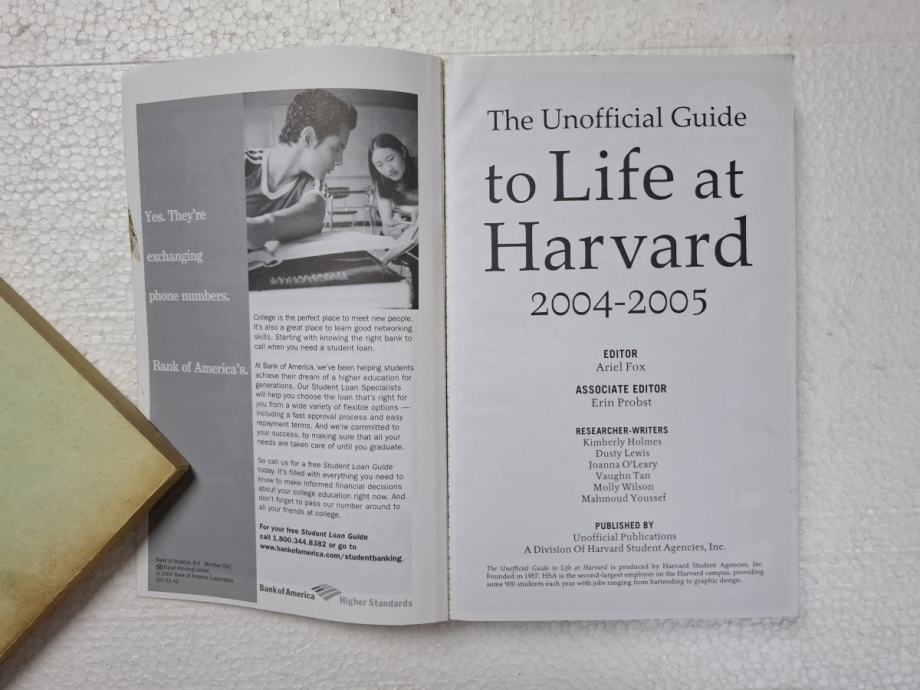 Yes. They're
exchanging
phone numbers.
Bank of America's.
College is the perfect place to meet new people.
It's also a great place to learn good networking
skills. Starting with knowing the right bank to
call when you need a student loan.
At Bank of America, we've been helping students
achieve their dream of a higher education for
generations. Our Student Loan Specialists
will help you choose the loan that's right for
you from a wide variety of flexible options —
including a fast approval process and easy
repayment terms. And we're committed to
your success, by making sure that all your
needs are taken care of until you graduate.
So call us for a free Student Loan Guide
today. It's filled with everything you need to
know to make informed financial decisions
about your college education right now. And
don't forget to pass our number around to
all your friends at college.
For your free Student Loan Guide
call 1.800.344.8382 or go to
www.bankofamerica.com/studentbanking.
Bank of America, N.A. Member FDIC
Equal Housing Lender
© 2004 Bank of America Corporation
Bank of America
Higher Standards
The Unofficial Guide
to Life at
Harvard
2004-2005
EDITOR
Ariel Fox
ASSOCIATE EDITOR
Erin Probst
RESEARCHER-WRITERS
Kimberly Holmes
Dusty Lewis
Joanna O'Leary
Vaughn Tan
Molly Wilson
Mahmoud Youssef
PUBLISHED BY
Unofficial Publications
A Division Of Harvard Student Agencies, Inc.
The Unofficial Guide to Life at Harvard is produced by Harvard Student Agencies, Inc.
Founded in 1957, HSA is the second-largest employer on the Harvard campus, providing
some 900 students each year with jobs ranging from bartending to graphic design.